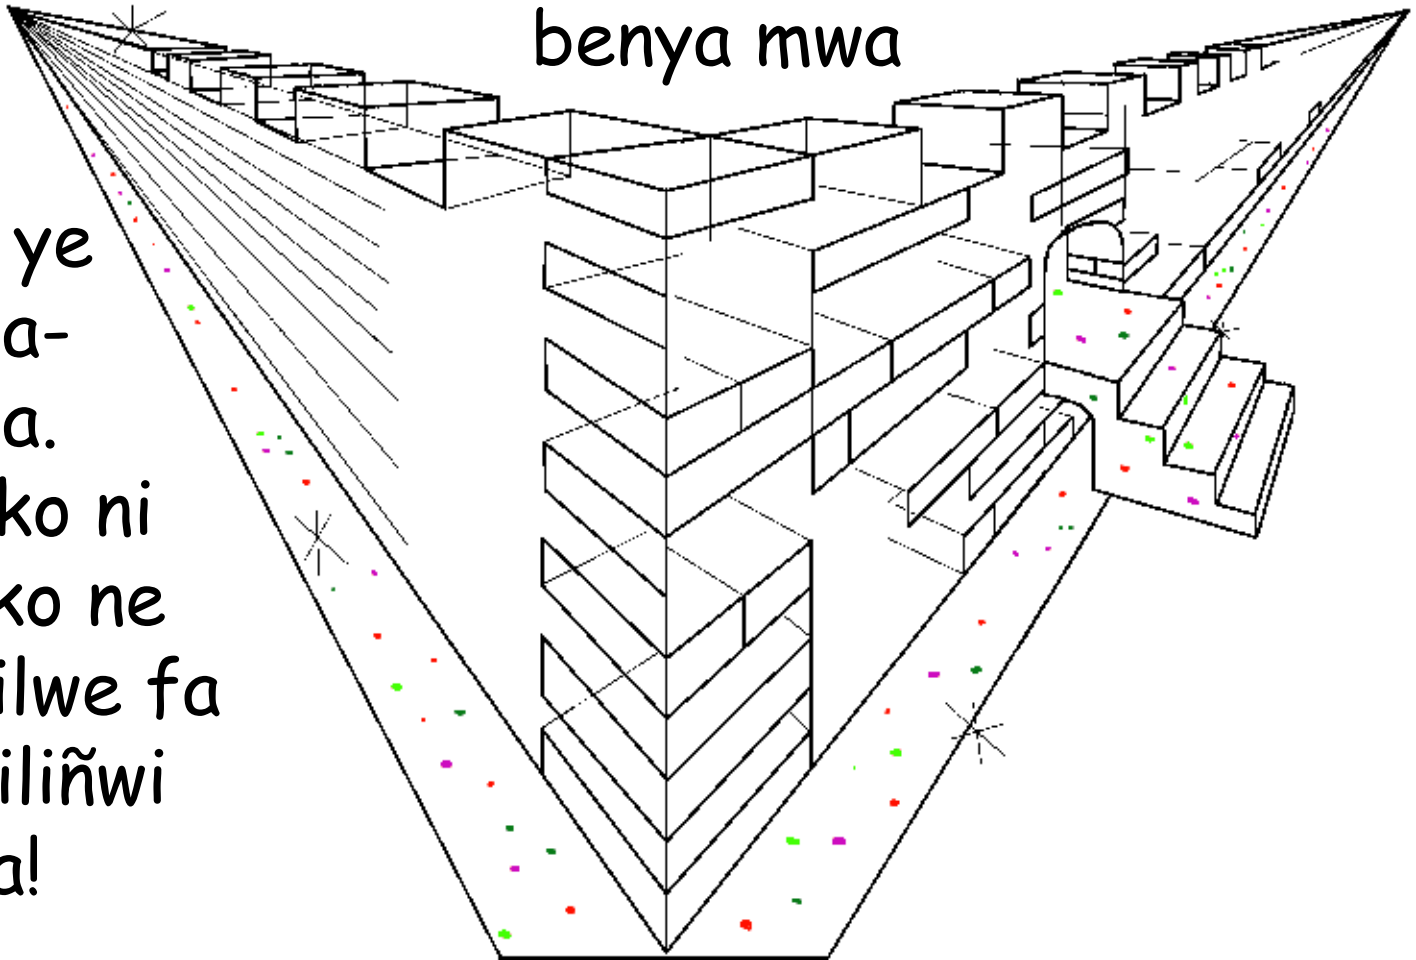 benya mwa
ye
a-
a.
ko ni
ko ne
ilwe fa
iliñwi
a!